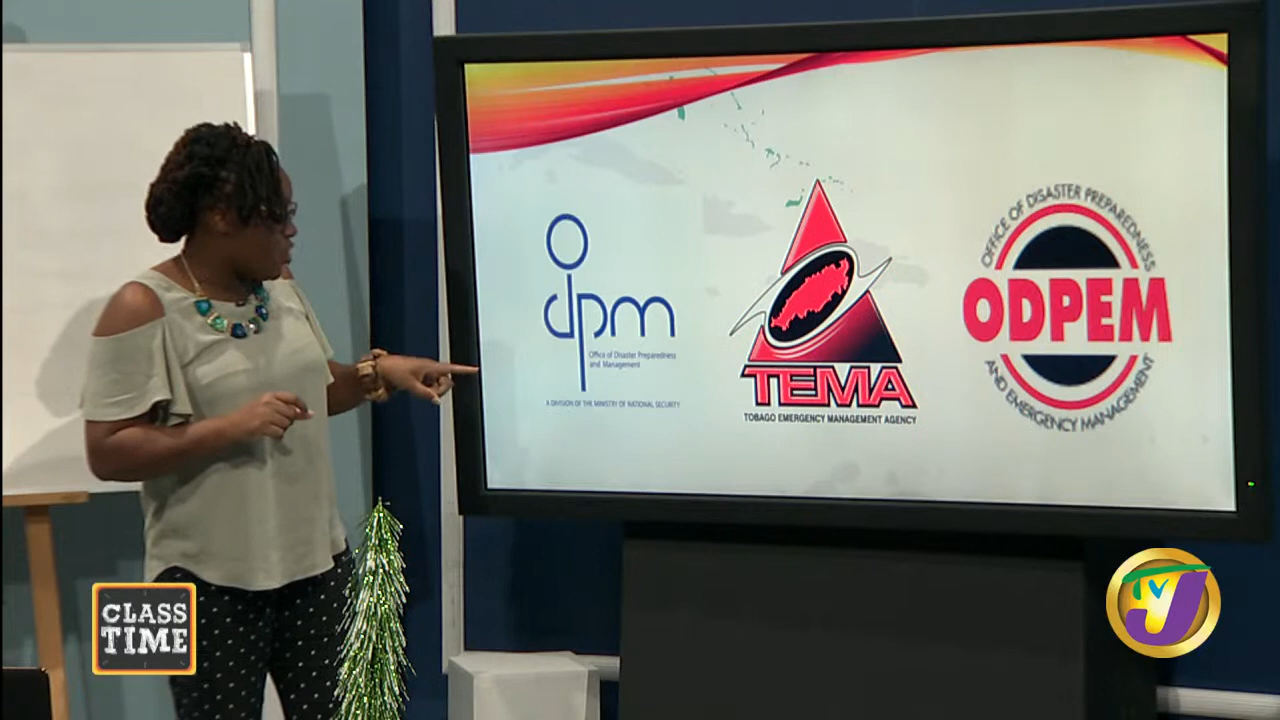 odpm
Office of Disaster Preparedness
and Management
A DIVISION OF THE MINISTRY OF NATIONAL SECURITY
TEMA
TOBAGO EMERGENCY MANAGEMENT AGENCY
OFFICE OF DISASTER PREPAREDNESS
ODPEM
AND EMERGENCY MANAGEMENT
CLASS
TIME
TVJ